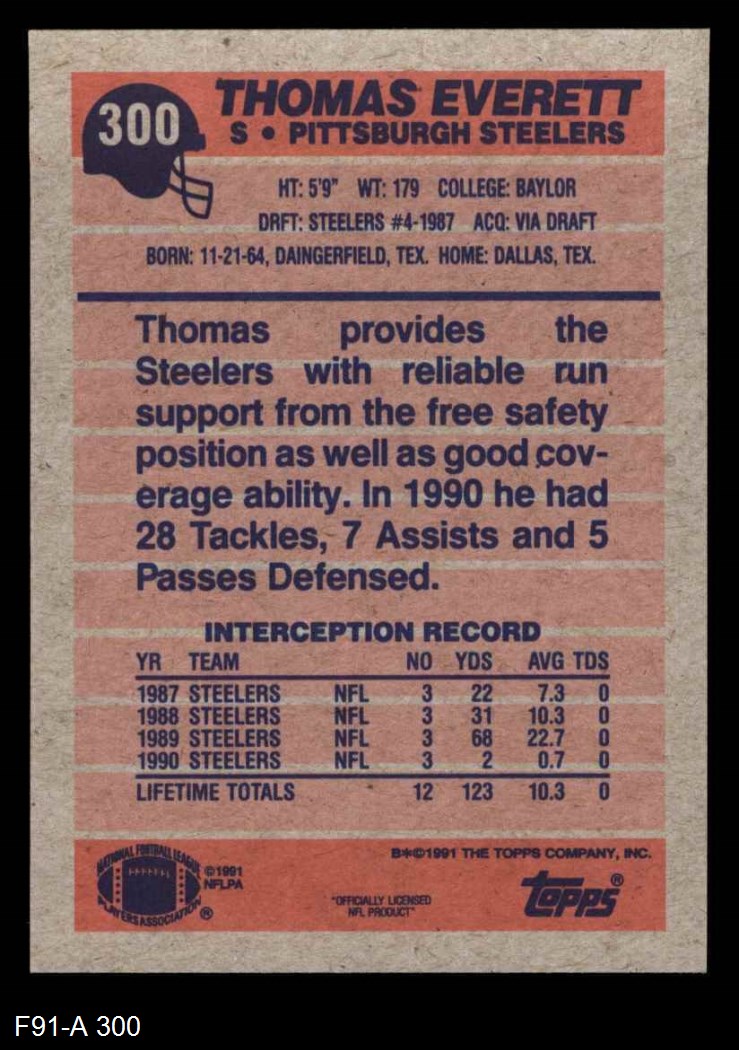 300
THOMAS EVERETT
S • PITTSBURGH STEELERS
HT: 5'9" WT: 179 COLLEGE: BAYLOR
DRFT: STEELERS #4-1987 ACQ: VIA DRAFT
BORN: 11-21-64, DAINGERFIELD, TEX. HOME: DALLAS, TEX.
Thomas provides the
Steelers with reliable run
support from the free safety
position as well as good cov-
erage ability. In 1990 he had
28 Tackles, 7 Assists and 5
Passes Defensed.
INTERCEPTION RECORD
YR TEAM NO YDS AVG TDS
1987 STEELERS NFL 3 22 7.3 0
1988 STEELERS NFL 3 31 10.3 0
1989 STEELERS NFL 3 68 22.7 0
1990 STEELERS NFL 3 2 0.7 0
LIFETIME TOTALS 12 123 10.3 0
NATIONAL FOOTBALL LEAGUE
PLAYERS ASSOCIATION ®
©1991
NFLPA
B*©1991 THE TOPPS COMPANY, INC.
"OFFICIALLY LICENSED
NFL PRODUCT"
topps®
F91-A 300